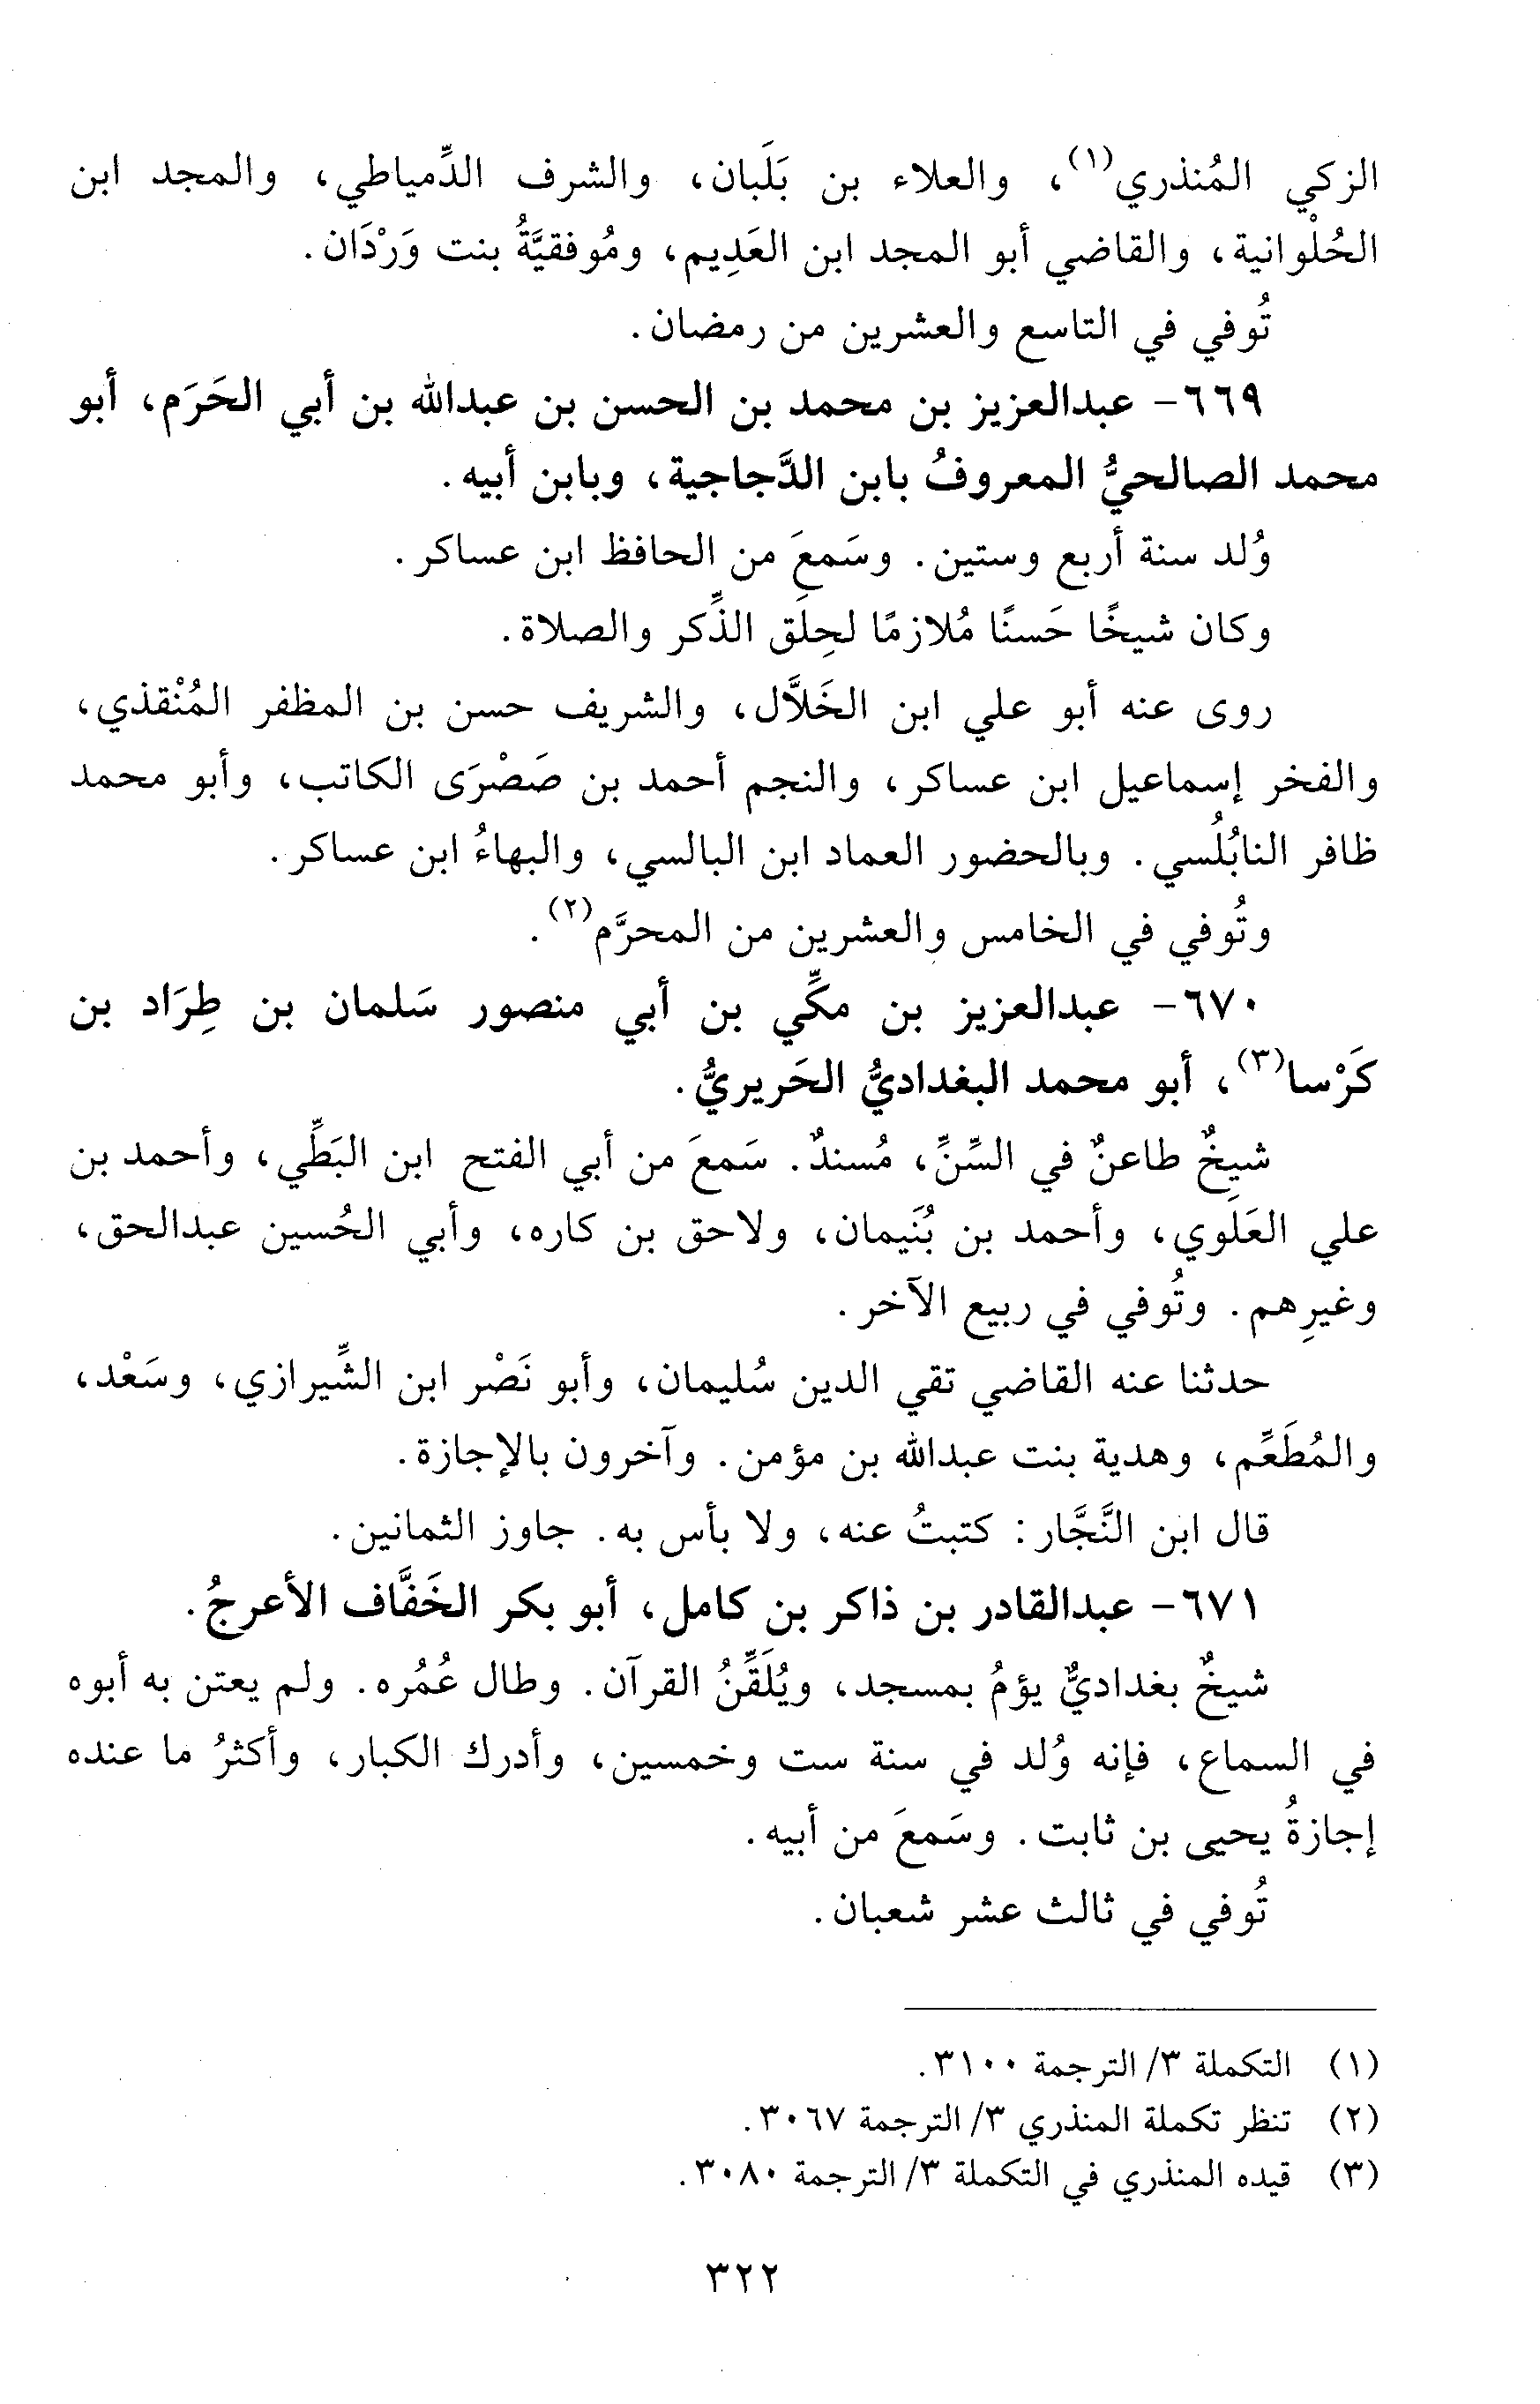 الزكي المُنذري(١)، والعلاء بن بَلَبان، والشرف الدِّمياطي، والمجد ابن
الحُلْوانية، والقاضي أبو المجد ابن العَدِيم، ومُوفقيَّةُ بنت وَرْدَان.
تُوفي في التاسع والعشرين من رمضان.
٦٦٩- عبدالعزيز بن محمد بن الحسن بن عبدالله بن أبي الحَرَم، أبو
محمد الصالحيُّ المعروفُ بابن الدَّجاجية، وبابن أبيه.
وُلد سنة أربع وستين. وسَمعَ من الحافظ ابن عساكر.
وكان شيخًا حَسنًا مُلازمًا لحِلَق الذِّكر والصلاة.
روى عنه أبو علي ابن الخَلاَّل، والشريف حسن بن المظفر المُنْقذي،
والفخر إسماعيل ابن عساكر، والنجم أحمد بن صَصْرَى الكاتب، وأبو محمد
ظافر النابُلُسي. وبالحضور العماد ابن البالسي، والبهاءُ ابن عساكر.
وتُوفي في الخامس والعشرين من المحرَّم(٢).
٦٧٠- عبدالعزيز بن مكِّي بن أبي منصور سَلمان بن طِرَاد بن
كَرْسا(٣)، أبو محمد البغداديُّ الحَريريُّ.
شيخٌ طاعنٌ في السِّنِّ، مُسندٌ. سَمعَ من أبي الفتح ابن البَطِّي، وأحمد بن
علي العَلَوي، وأحمد بن بُنَيمان، ولاحق بن كاره، وأبي الحُسين عبدالحق،
وغيرِهم. وتُوفي في ربيع الآخر.
حدثنا عنه القاضي تقي الدين سُليمان، وأبو نَصْر ابن الشِّيرازي، وسَعْد،
والمُطَعِّم، وهدية بنت عبدالله بن مؤمن. وآخرون بالإجازة.
قال ابن النَّجَّار: كتبتُ عنه، ولا بأس به. جاوز الثمانين.
٦٧١- عبدالقادر بن ذاكر بن كامل، أبو بكر الخَفَّاف الأعرجُ.
شيخٌ بغداديٌّ يؤمُ بمسجد، ويُلَقِّنُ القرآن. وطال عُمُره. ولم يعتن به أبوه
في السماع، فإنه وُلد في سنة ست وخمسين، وأدرك الكبار، وأكثرُ ما عنده
إجازةُ يحيى بن ثابت. وسَمعَ من أبيه.
تُوفي في ثالث عشر شعبان.
(١) التكملة ٣/ الترجمة ٣١٠٠.
(٢) تنظر تكملة المنذري ٣/ الترجمة ٣٠٦٧.
(٣) قيده المنذري في التكملة ٣/ الترجمة ٣٠٨٠.
٣٢٢